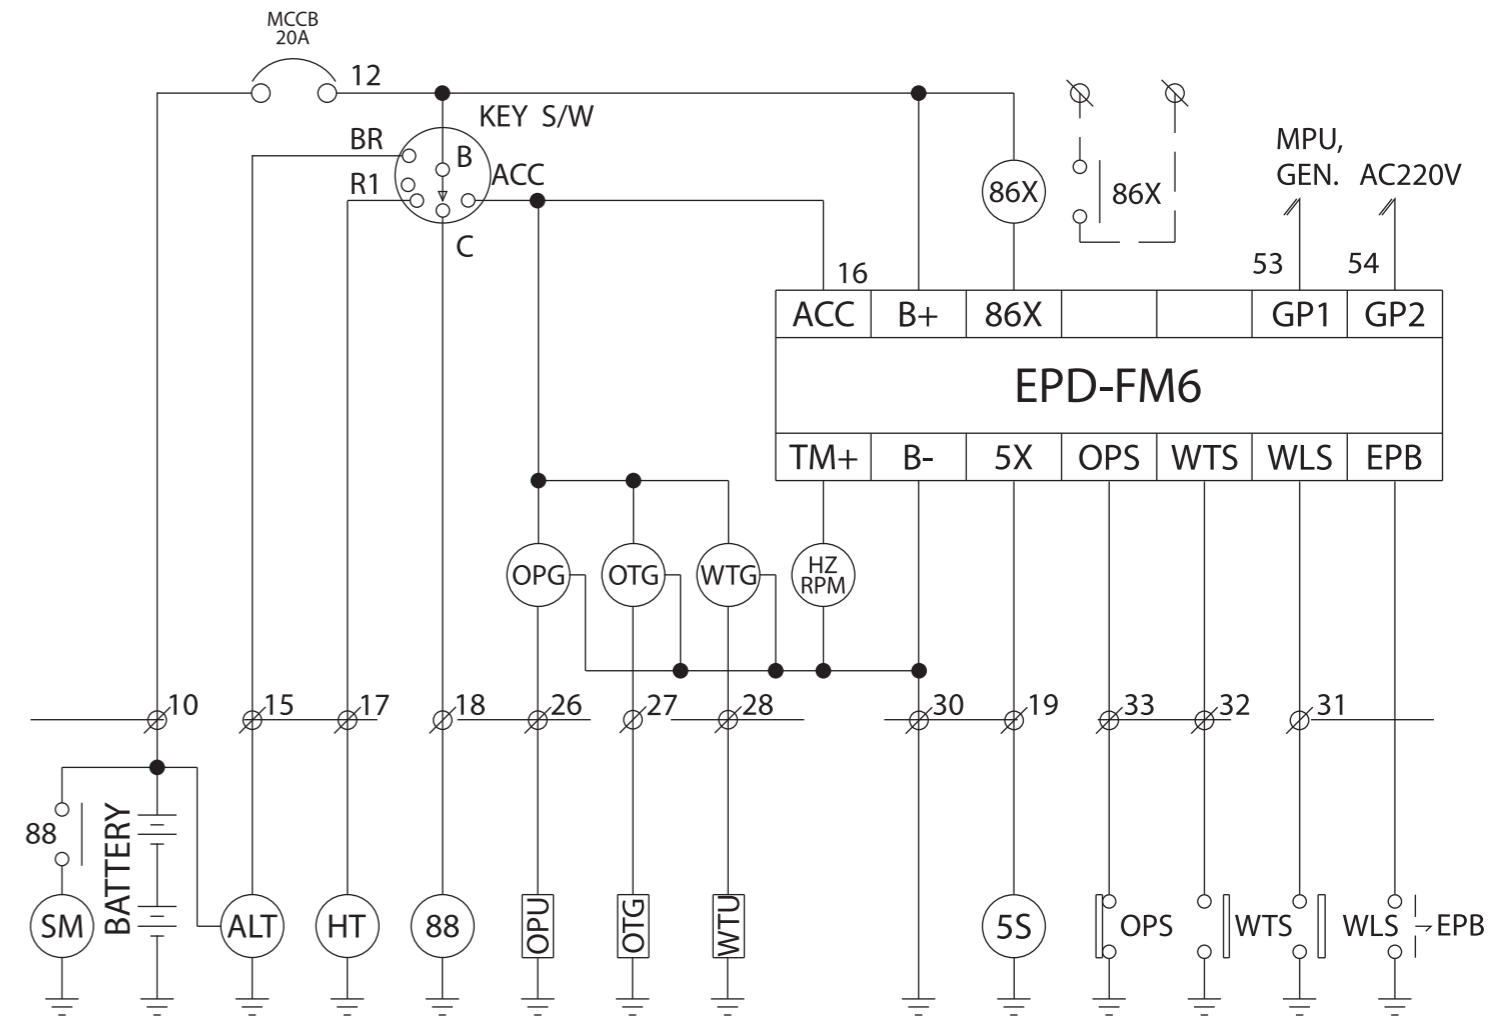 MCCB
20A
12
KEY S/W
BR
B
ACC
R1
C
86X
86X
MPU,
GEN. AC220V
53
54
16
ACC B+ 86X GP1 GP2
EPD-FM6
TM+ B- 5X OPS WTS WLS EPB
OPG OTG WTG
HZ
RPM
10 15 17 18 26 27 28 30 19 33 32 31
88
BATTERY
SM ALT HT 88 OPU OTG WTU 5S OPS WTS WLS EPB